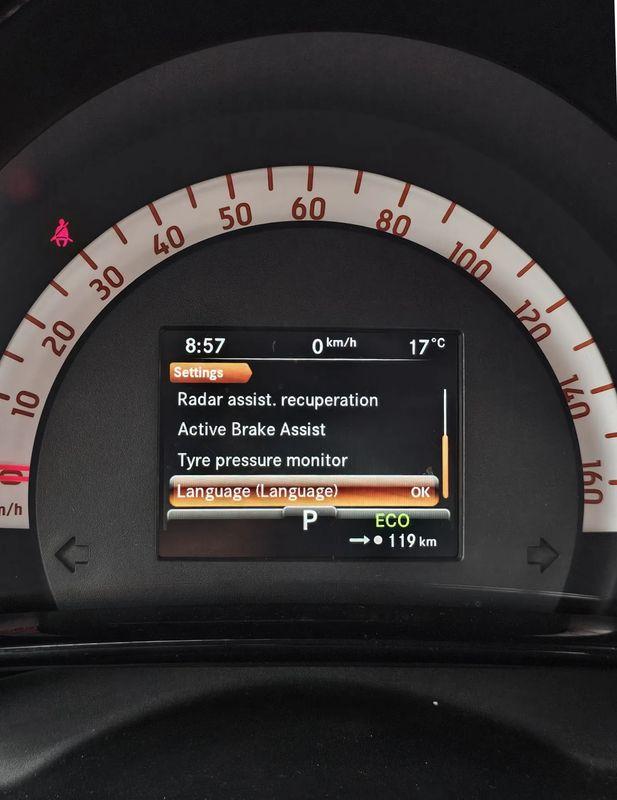 10
20
30
40
50
60
80
100
120
140
160
0
m/h
8:57 0 km/h 17°C
Settings
Radar assist. recuperation
Active Brake Assist
Tyre pressure monitor
Language (Language) OK
P ECO
119 km